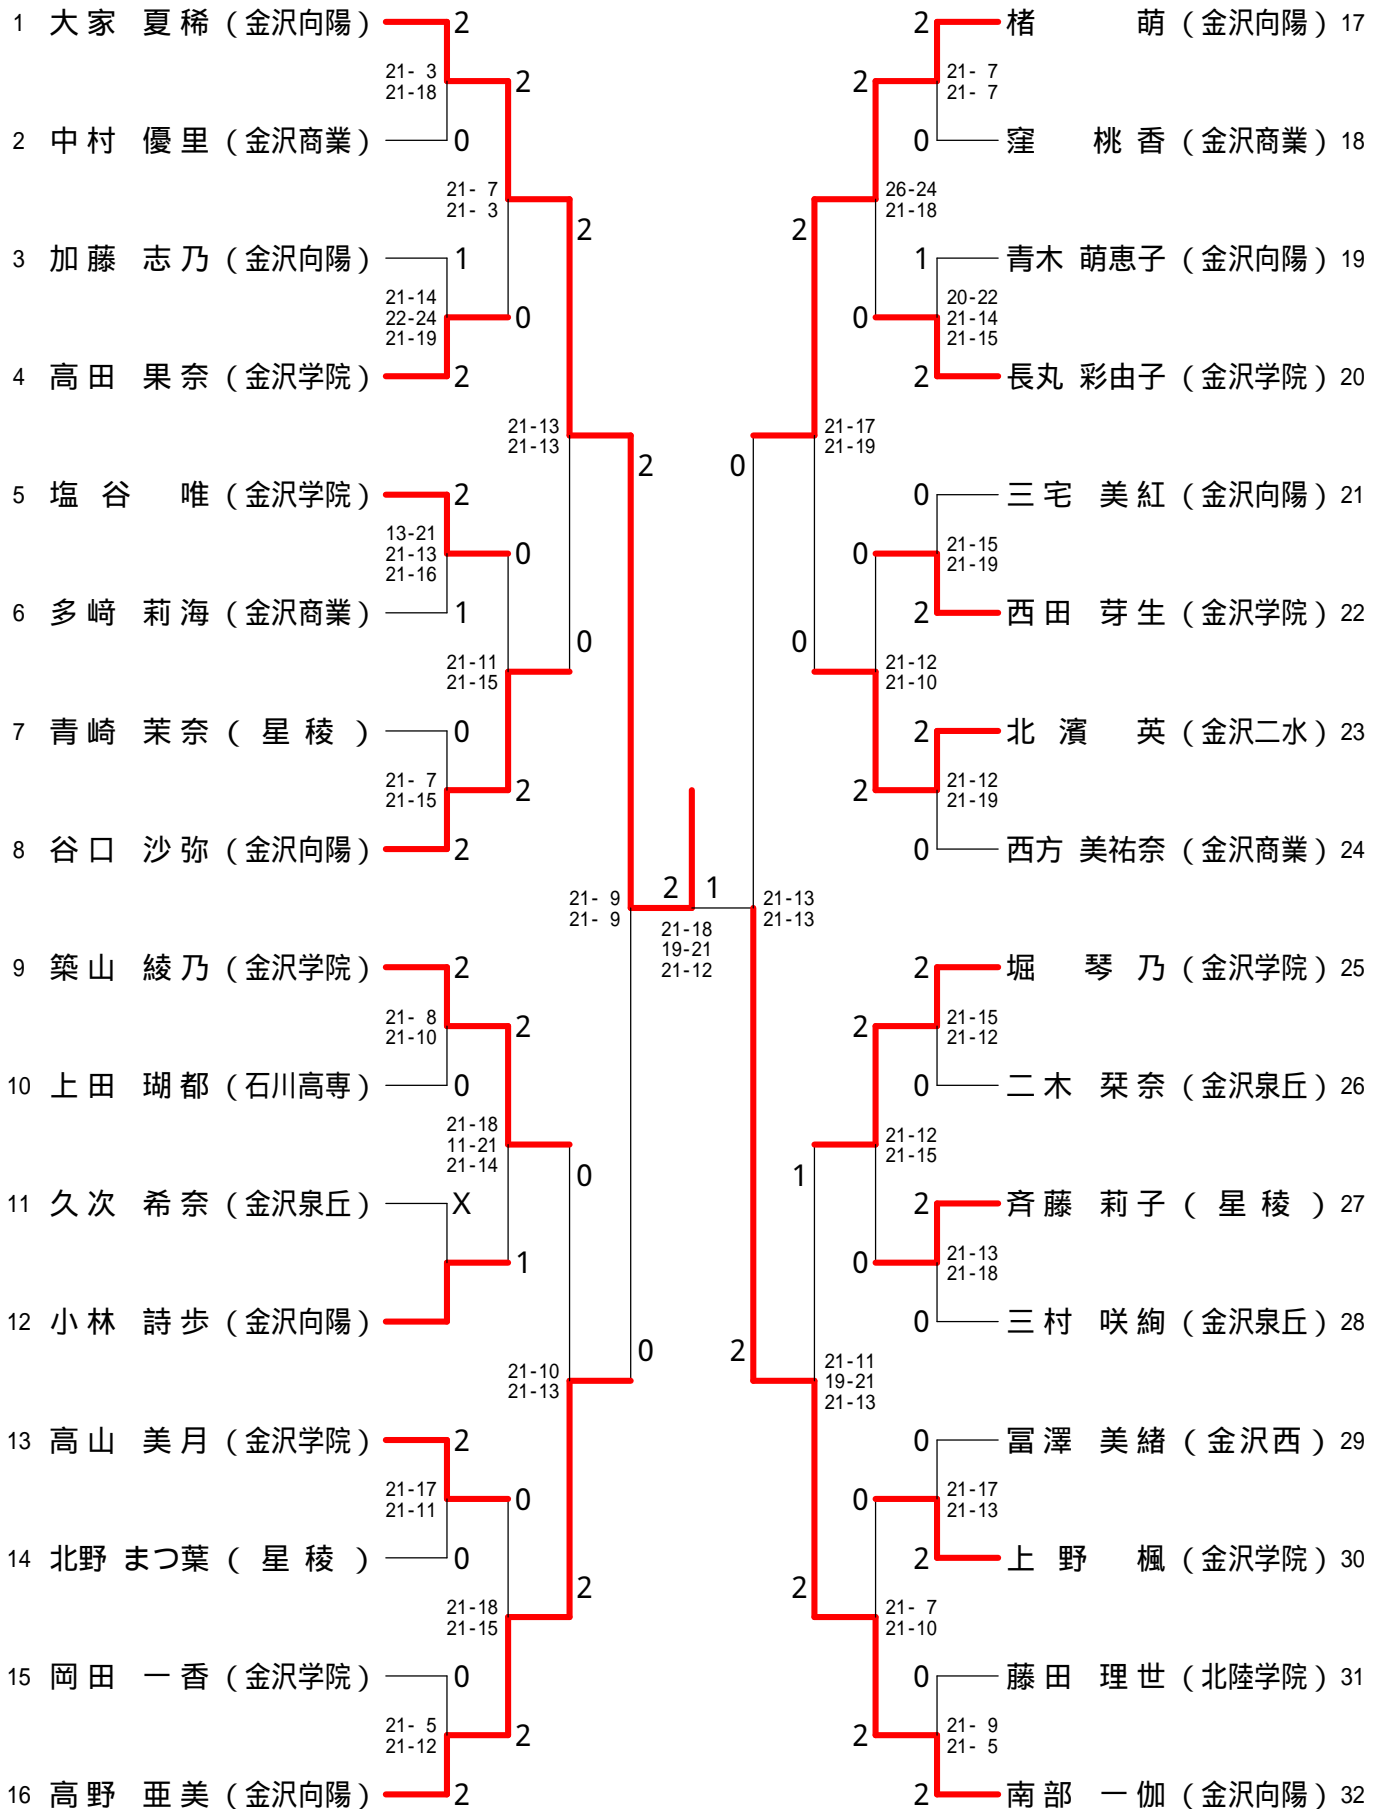 1 大家 夏稀 (金沢向陽) 2
21- 3
21-18
2
2 中村 優里 (金沢商業) 0
21- 7
21- 3
2
3 加藤 志乃 (金沢向陽) 1
21-14
22-24
21-19
0
4 高田 果奈 (金沢学院) 2
21-13
21-13
2
5 塩谷 唯 (金沢学院) 2
13-21
21-13
21-16
0
6 多﨑 莉海 (金沢商業) 1
21-11
21-15
0
7 青崎 茉奈 (星稜) 0
21- 7
21-15
2
8 谷口 沙弥 (金沢向陽) 2
21- 9
21- 9
2 1
21-18
19-21
21-12
9 築山 綾乃 (金沢学院) 2
21- 8
21-10
2
10 上田 瑚都 (石川高専) 0
21-18
11-21
21-14
0
11 久次 希奈 (金沢泉丘) X
1
12 小林 詩歩 (金沢向陽)
21-10
21-13
0
13 高山 美月 (金沢学院) 2
21-17
21-11
0
14 北野 まつ葉 (星稜) 0
21-18
21-15
2
15 岡田 一香 (金沢学院) 0
21- 5
21-12
2
16 高野 亜美 (金沢向陽) 2
2 楮 萌 (金沢向陽) 17
2
21- 7
21- 7
0 窪 桃香 (金沢商業) 18
2
26-24
21-18
1 青木 萌恵子 (金沢向陽) 19
0
20-22
21-14
21-15
2 長丸 彩由子 (金沢学院) 20
0
21-17
21-19
0 三宅 美紅 (金沢向陽) 21
0
21-15
21-19
2 西田 芽生 (金沢学院) 22
0
21-12
21-10
2 北濱 英 (金沢二水) 23
2
21-12
21-19
0 西方 美祐奈 (金沢商業) 24
21-13
21-13
2 堀 琴乃 (金沢学院) 25
2
21-15
21-12
0 二木 栞奈 (金沢泉丘) 26
1
21-12
21-15
2 斉藤 莉子 (星稜) 27
0
21-13
21-18
0 三村 咲絢 (金沢泉丘) 28
2
21-11
19-21
21-13
0 冨澤 美緒 (金沢西) 29
0
21-17
21-13
2 上野 楓 (金沢学院) 30
2
21- 7
21-10
0 藤田 理世 (北陸学院) 31
2
21- 9
21- 5
2 南部 一伽 (金沢向陽) 32